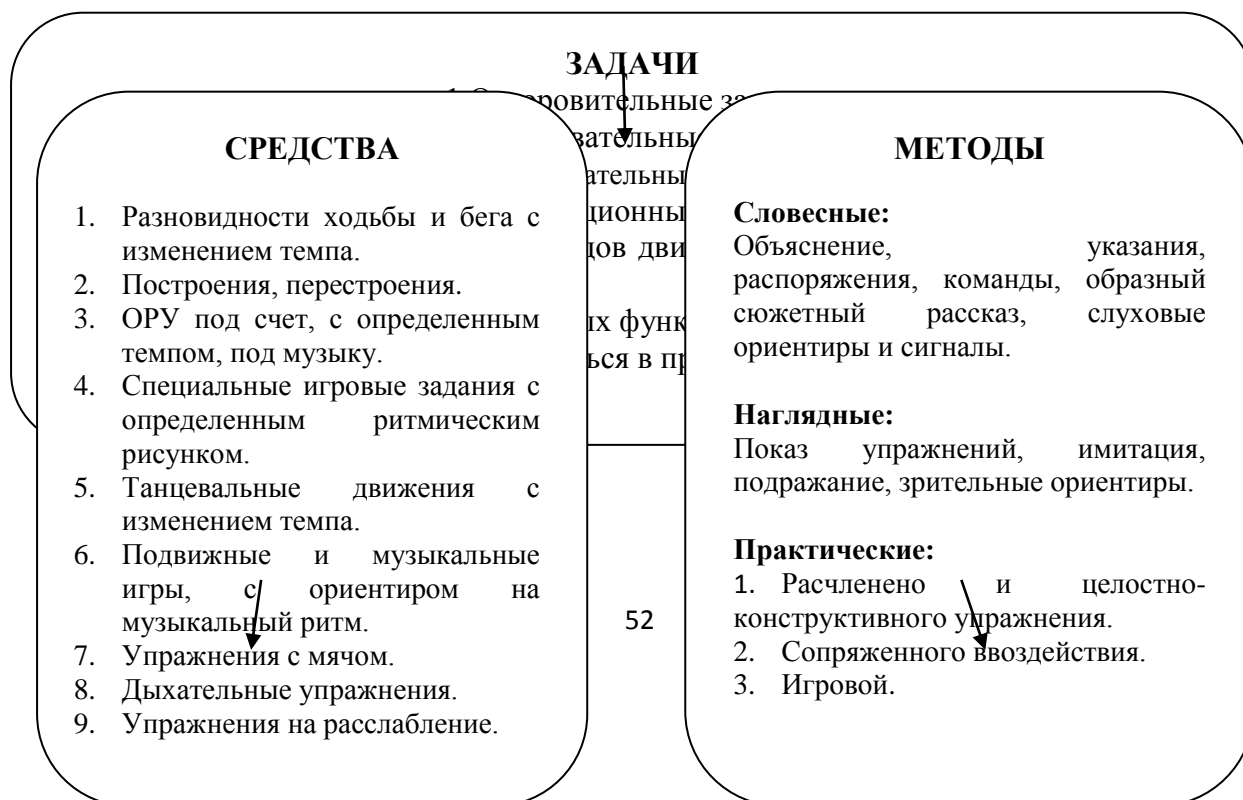 ЗАДАЧИ
СРЕДСТВА
1. Разновидности ходьбы и бега с
изменением темпа.
2. Построения, перестроения.
3. ОРУ под счет, с определенным
темпом, под музыку.
4. Специальные игровые задания с
определенным ритмическим
рисунком.
5. Танцевальные движения с
изменением темпа.
6. Подвижные и музыкальные
игры, с ориентиром на
музыкальный ритм.
7. Упражнения с мячом.
8. Дыхательные упражнения.
9. Упражнения на расслабление.
52
МЕТОДЫ
Словесные:
Объяснение, указания,
распоряжения, команды, образный
сюжетный рассказ, слуховые
ориентиры и сигналы.
Наглядные:
Показ упражнений, имитация,
подражание, зрительные ориентиры.
Практические:
1. Расчленено и целостно-
конструктивного упражнения.
2. Сопряженного ввоздействия.
3. Игровой.